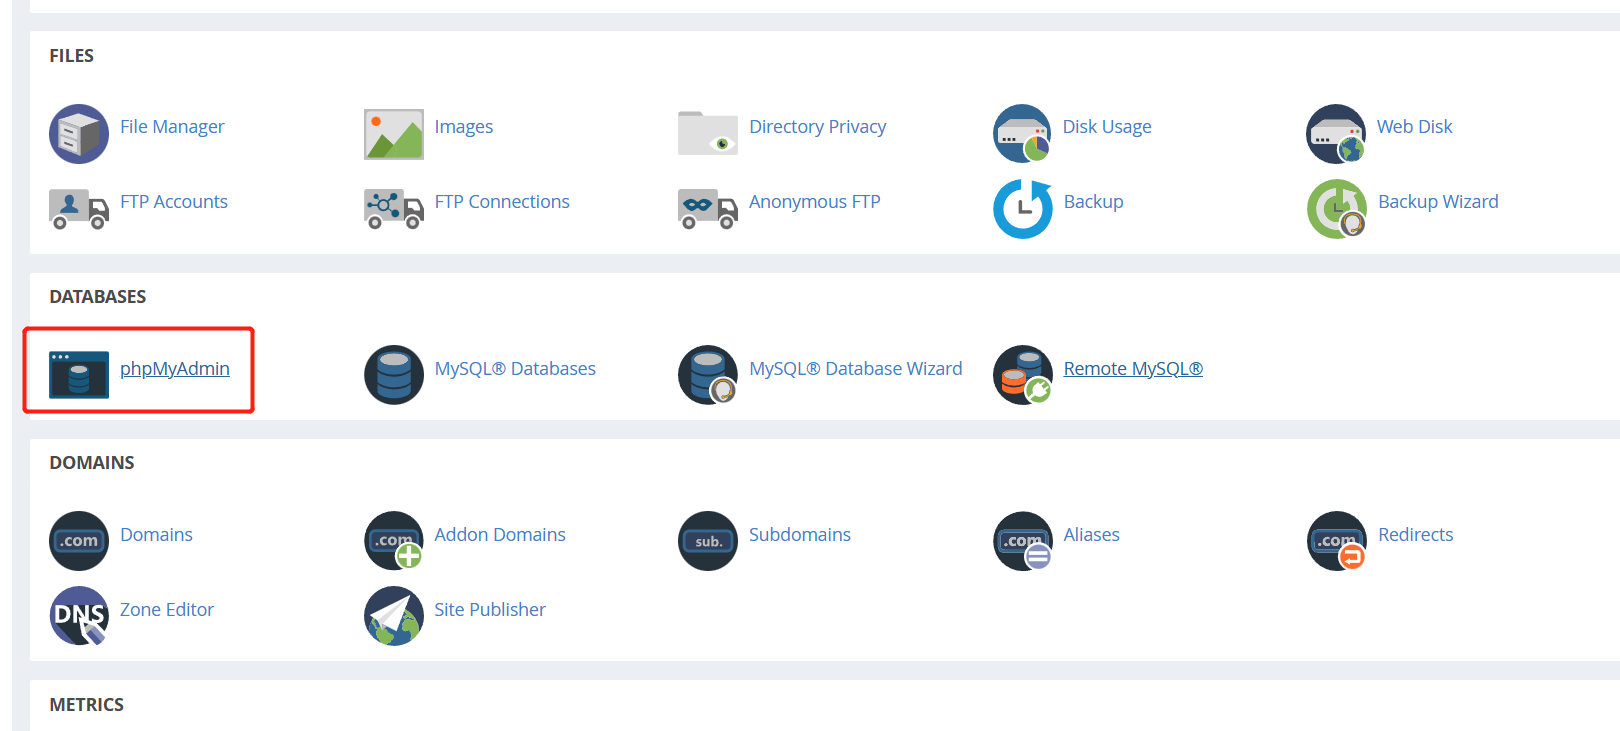 FILES
File Manager
Images
Directory Privacy
Disk Usage
Web Disk
FTP Accounts
FTP Connections
Anonymous FTP
Backup
Backup Wizard
DATABASES
phpMyAdmin
MySQL® Databases
MySQL® Database Wizard
Remote MySQL®
DOMAINS
.com
Domains
.com
Addon Domains
sub.
Subdomains
.com
Aliases
.com
Redirects
DNS
Zone Editor
Site Publisher
METRICS